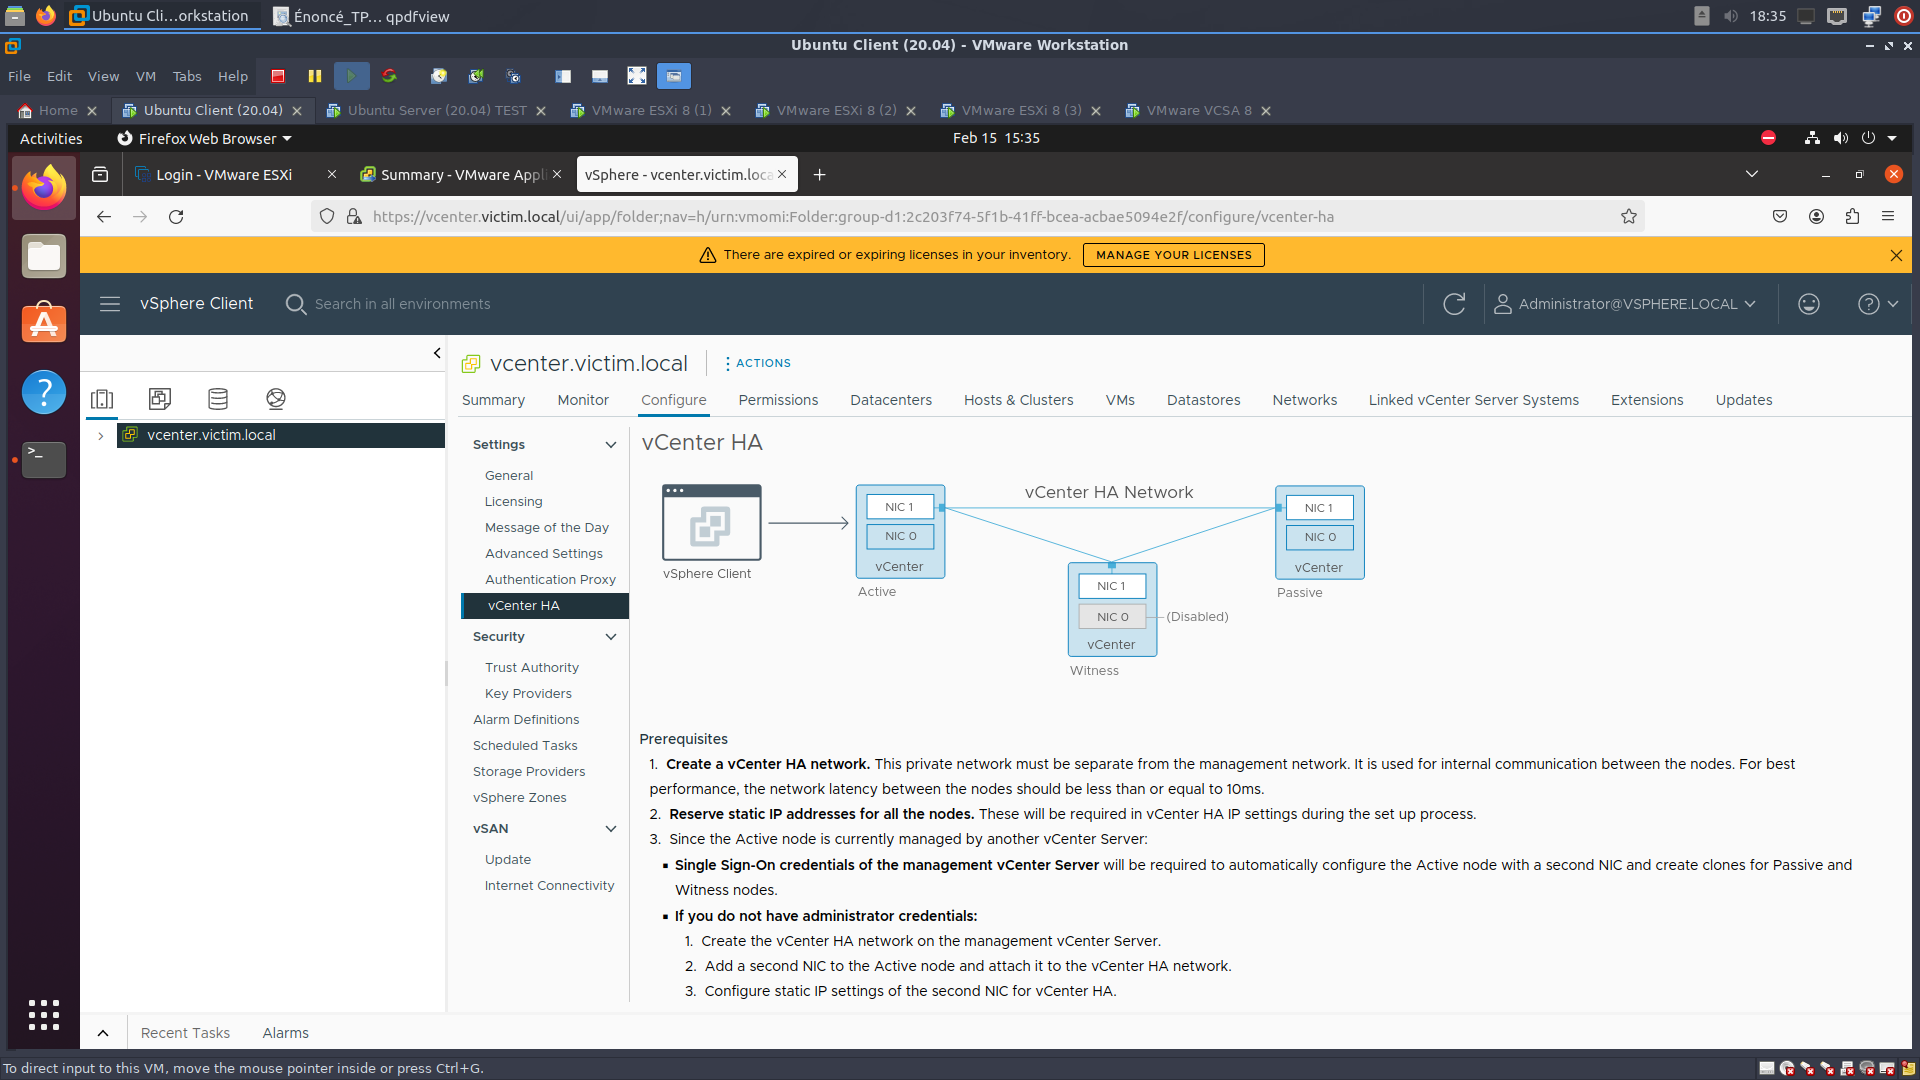 Ubuntu Cli...orkstation
Énoncé_TP... qpdfview
18:35
Ubuntu Client (20.04) - VMware Workstation
File Edit View VM Tabs Help
Home
Ubuntu Client (20.04)
Ubuntu Server (20.04) TEST
VMware ESXi 8 (1)
VMware ESXi 8 (2)
VMware ESXi 8 (3)
VMware VCSA 8
Activities
Firefox Web Browser
Feb 15 15:35
Login - VMware ESXi
Summary - VMware Appl
vSphere - vcenter.victim.loca
https://vcenter.victim.local/ui/app/folder;nav=h/urn:vmomi:Folder:group-d1:2c203f74-5f1b-41ff-bcea-acbae5094e2f/configure/vcenter-ha
There are expired or expiring licenses in your inventory.
MANAGE YOUR LICENSES
vSphere Client
Search in all environments
Administrator@VSPHERE.LOCAL
vcenter.victim.local
ACTIONS
Summary Monitor Configure Permissions Datacenters Hosts & Clusters VMs Datastores Networks Linked vCenter Server Systems Extensions Updates
vcenter.victim.local
Settings
General
Licensing
Message of the Day
Advanced Settings
Authentication Proxy
vCenter HA
Security
Trust Authority
Key Providers
Alarm Definitions
Scheduled Tasks
Storage Providers
vSphere Zones
vSAN
Update
Internet Connectivity
vCenter HA
vSphere Client
NIC 1
NIC 0
vCenter
Active
vCenter HA Network
NIC 1
NIC 0
(Disabled)
vCenter
Witness
NIC 1
NIC 0
vCenter
Passive
Prerequisites
1. Create a vCenter HA network. This private network must be separate from the management network. It is used for internal communication between the nodes. For best
performance, the network latency between the nodes should be less than or equal to 10ms.
2. Reserve static IP addresses for all the nodes. These will be required in vCenter HA IP settings during the set up process.
3. Since the Active node is currently managed by another vCenter Server:
▪ Single Sign-On credentials of the management vCenter Server will be required to automatically configure the Active node with a second NIC and create clones for Passive and
Witness nodes.
▪ If you do not have administrator credentials:
1. Create the vCenter HA network on the management vCenter Server.
2. Add a second NIC to the Active node and attach it to the vCenter HA network.
3. Configure static IP settings of the second NIC for vCenter HA.
Recent Tasks
Alarms
To direct input to this VM, move the mouse pointer inside or press Ctrl+G.